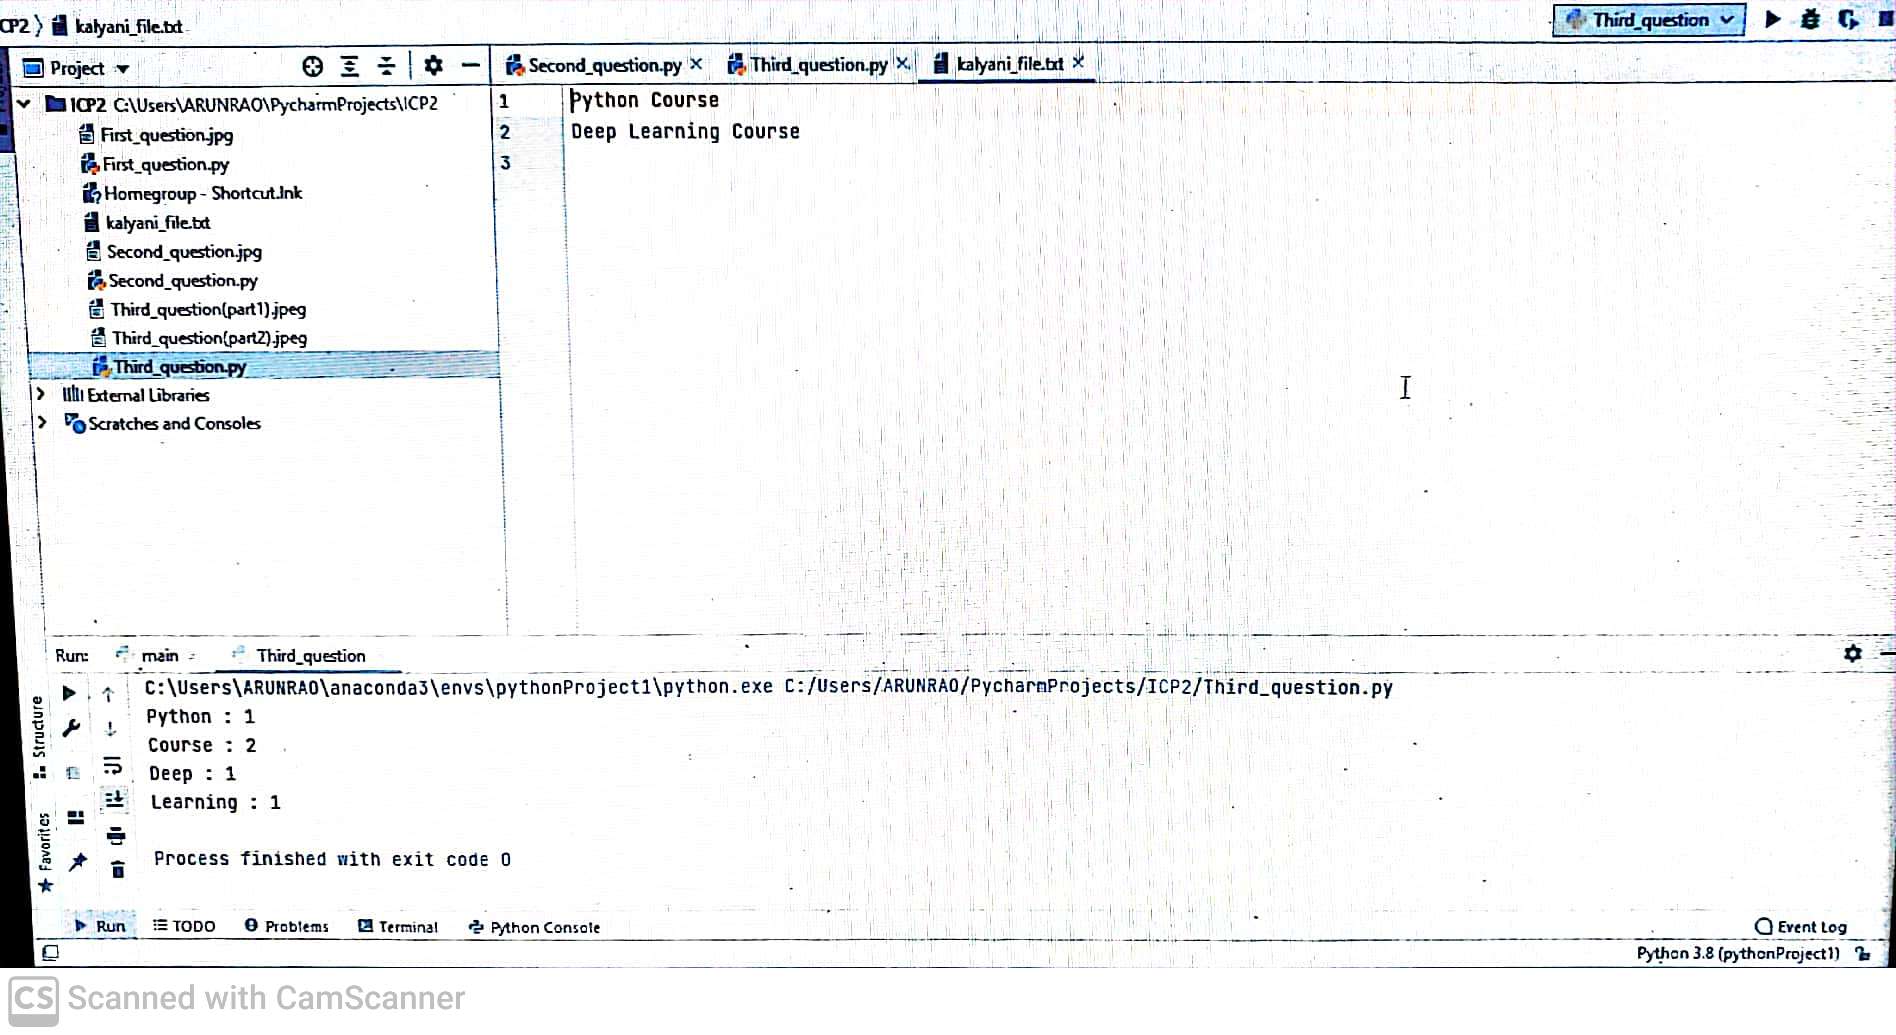 CP2 〉 kalyani_file.txt
Third_question
Project
Second_question.py ×
Third_question.py ×
kalyani_file.txt ×
ICP2 C:\Users\ARUNRAO\PycharmProjects\ICP2
First_question.jpg
First_question.py
Homegroup - Shortcut.lnk
kalyani_file.txt
Second_question.jpg
Second_question.py
Third_question(part1).jpeg
Third_question(part2).jpeg
Third_question.py
External Libraries
Scratches and Consoles
1 Python Course
2 Deep Learning Course
3
Run: main Third_question
C:\Users\ARUNRAO\anaconda3\envs\pythonProject1\python.exe C:/Users/ARUNRAO/PycharmProjects/ICP2/Third_question.py
Python : 1
Course : 2
Deep : 1
Learning : 1
Process finished with exit code 0
Structure
Favorites
Run TODO Problems Terminal Python Console
Event Log
Python 3.8 (pythonProject1)
CS Scanned with CamScanner